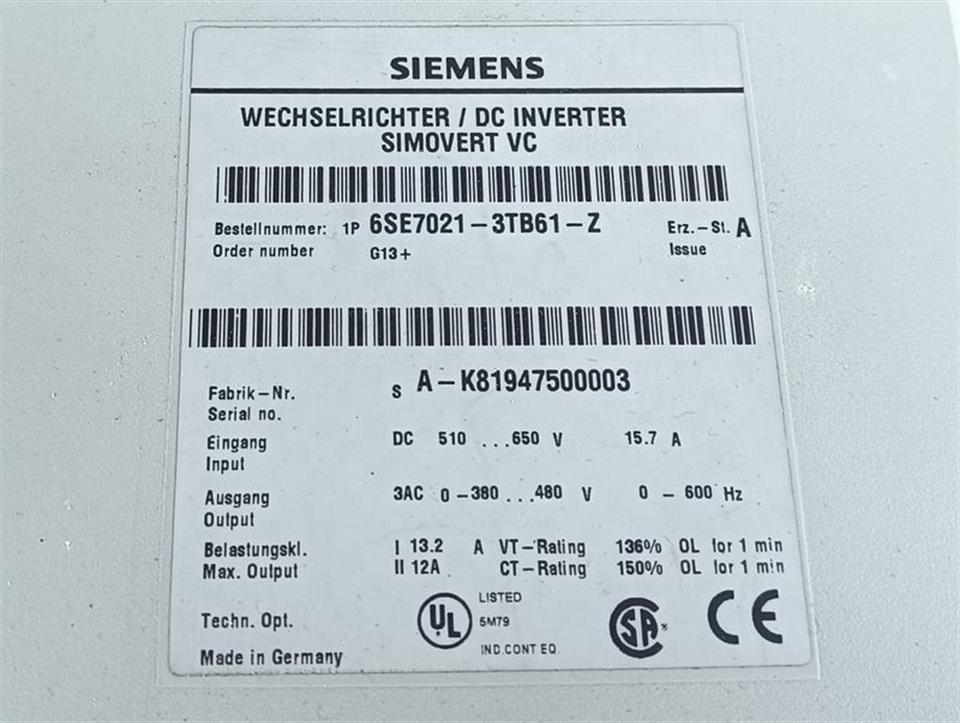 SIEMENS
WECHSELRICHTER / DC INVERTER
SIMOVERT VC
Bestellnummer: 1P 6SE7021-3TB61-Z Erz.-St. A
Order number G13+ Issue
Fabrik-Nr. S A-K81947500003
Serial no.
Eingang DC 510 ...650 V 15.7 A
Input
Ausgang 3AC 0-380 ...480 V 0 - 600 Hz
Output
Belastungskl. I 13.2 A VT-Rating 136% OL for 1 min
Max. Output II 12A CT-Rating 150% OL for 1 min
Techn. Opt.
UL LISTED
5M79
IND.CONT EQ.
SA
CE
Made in Germany